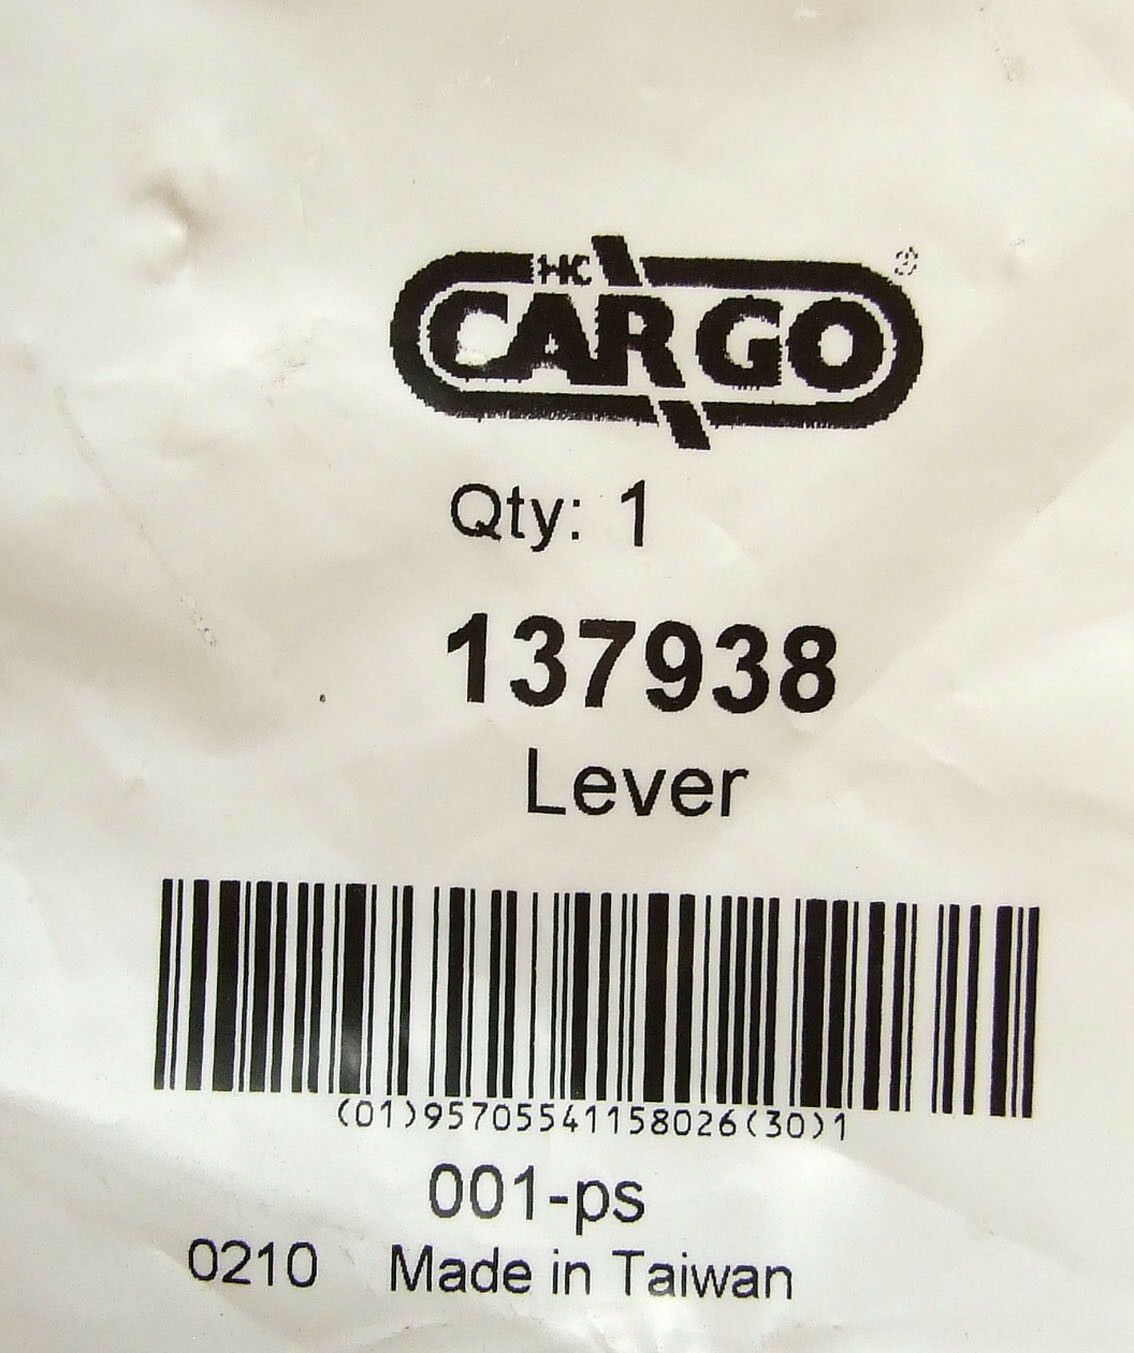 HC
CARGO®
Qty: 1
137938
Lever
(01)95705541158026(30)1
001-ps
0210 Made in Taiwan